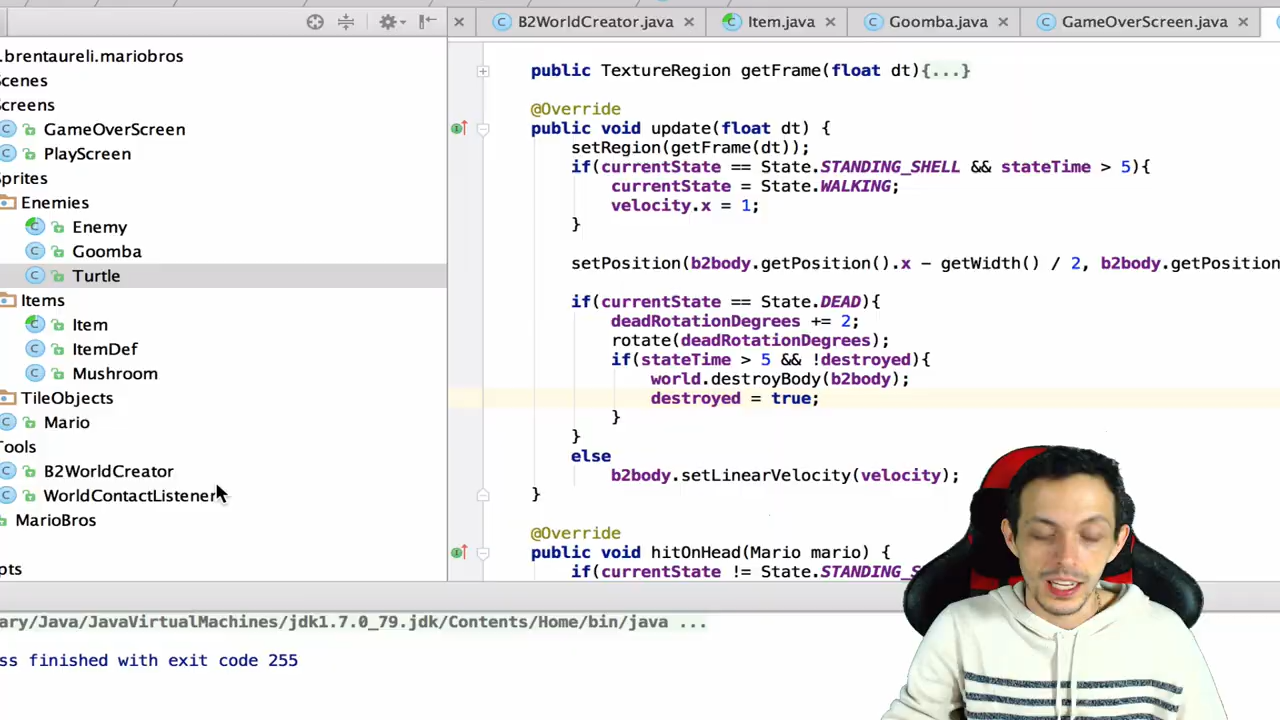 B2WorldCreator.java
Item.java
Goomba.java
GameOverScreen.java
.brentaureli.mariobros
Scenes
Screens
GameOverScreen
PlayScreen
Sprites
Enemies
Enemy
Goomba
Turtle
Items
Item
ItemDef
Mushroom
TileObjects
Mario
Tools
B2WorldCreator
WorldContactListener
MarioBros
pts
public TextureRegion getFrame(float dt){...}
@Override
public void update(float dt) {
setRegion(getFrame(dt));
if(currentState == State.STANDING_SHELL && stateTime > 5){
currentState = State.WALKING;
velocity.x = 1;
}
setPosition(b2body.getPosition().x - getWidth() / 2, b2body.getPosition
if(currentState == State.DEAD){
deadRotationDegrees += 2;
rotate(deadRotationDegrees);
if(stateTime > 5 && !destroyed){
world.destroyBody(b2body);
destroyed = true;
}
}
else
b2body.setLinearVelocity(velocity);
}
@Override
public void hitOnHead(Mario mario) {
if(currentState != State.STANDING_S
ary/Java/JavaVirtualMachines/jdk1.7.0_79.jdk/Contents/Home/bin/java ...
ss finished with exit code 255